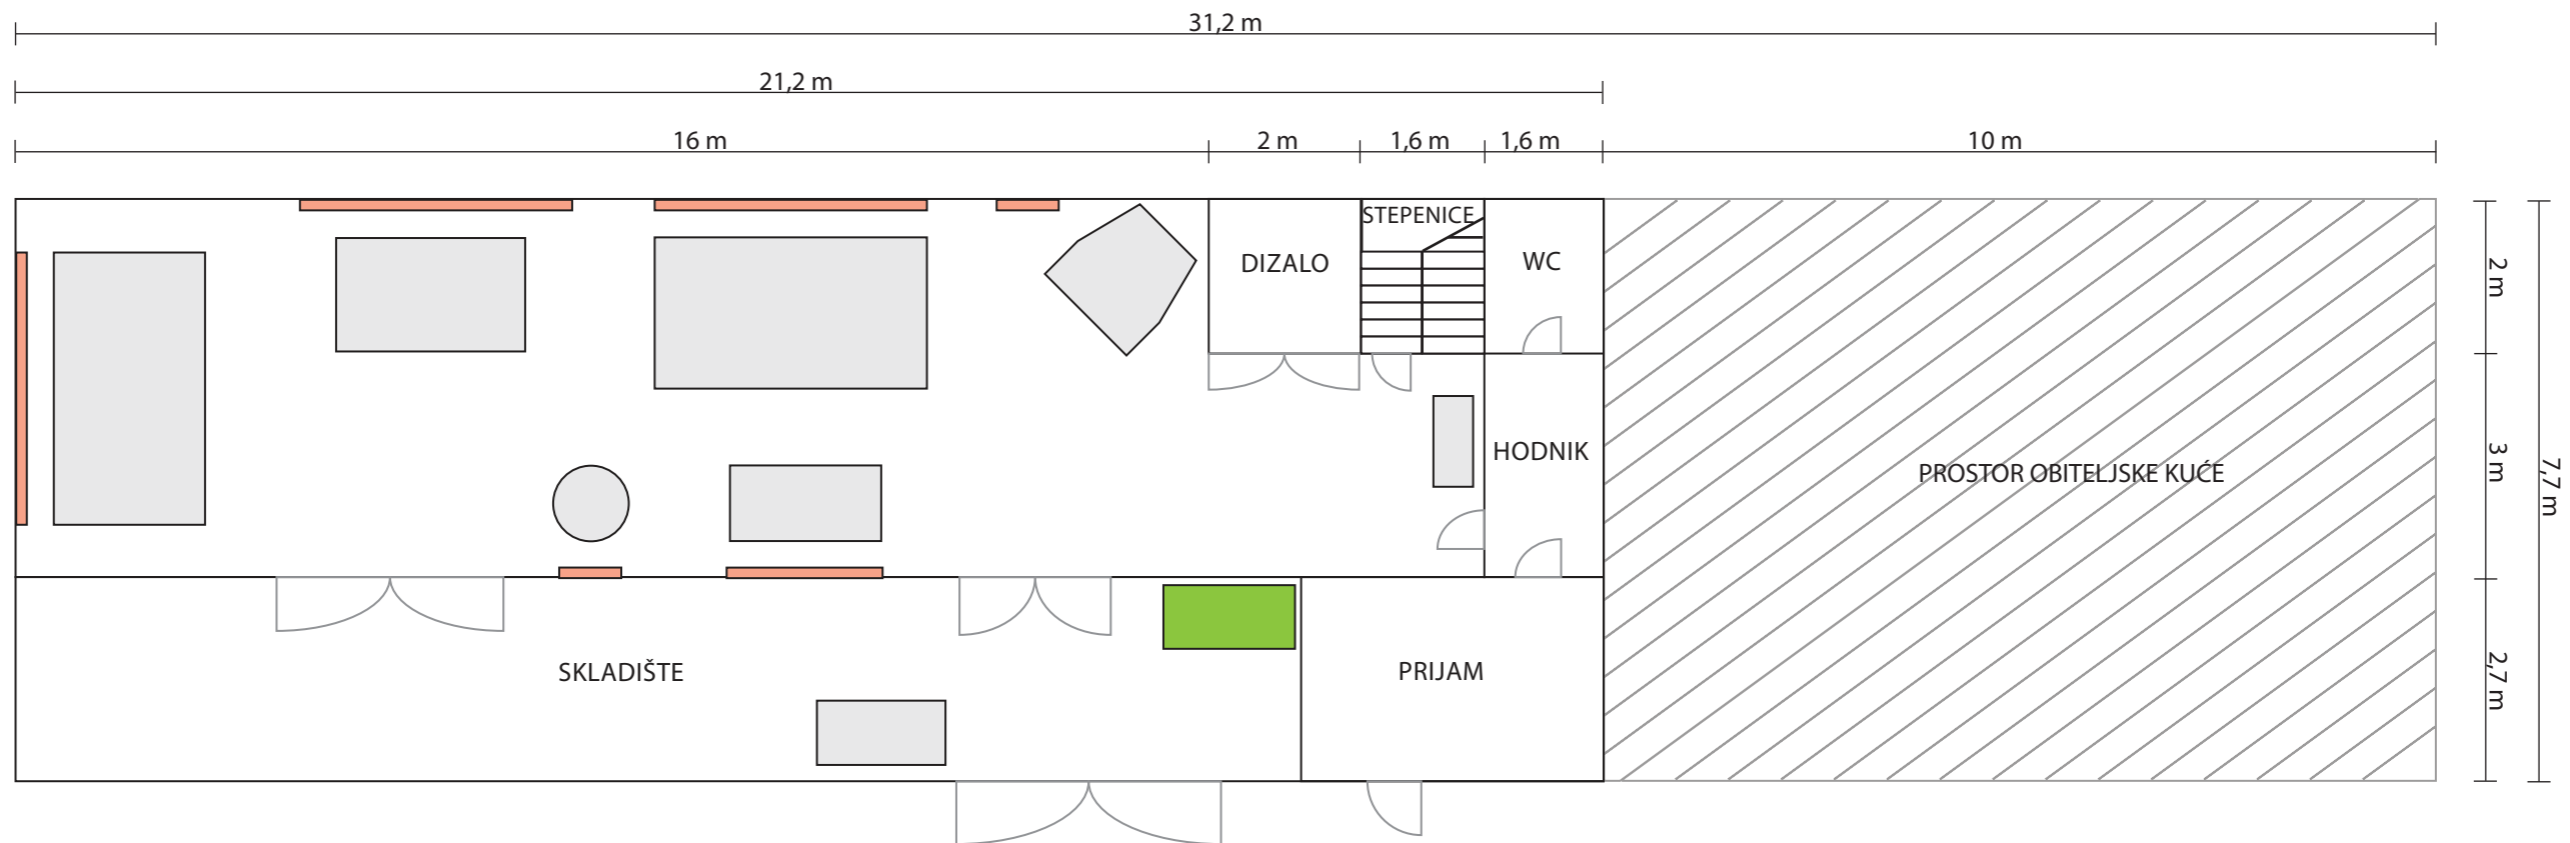 31,2 m
21,2 m
16 m
2 m
1,6 m
1,6 m
10 m
STEPENICE
DIZALO
WC
2 m
HODNIK
3 m
PROSTOR OBITELJSKE KUĆE
7,7 m
SKLADIŠTE
PRIJAM
2,7 m